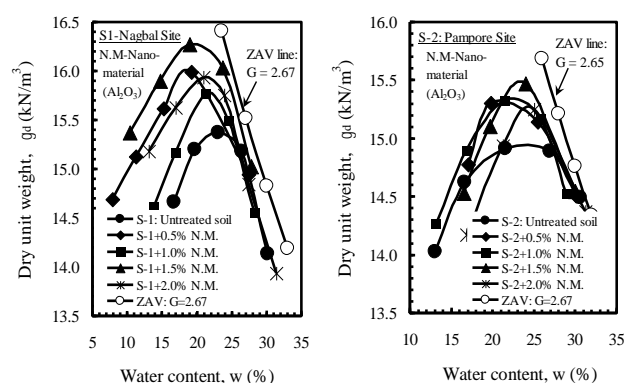 S1-Nagbal Site
N.M-Nano-
material
(Al2O3)
ZAV line:
G = 2.67
Dry unit weight, gd (kN/m3)
16.5
16.0
15.5
15.0
14.5
14.0
13.5
S-1: Untreated soil
S-1+0.5% N.M.
S-1+1.0% N.M.
S-1+1.5% N.M.
S-1+2.0% N.M.
ZAV: G=2.67
5 10 15 20 25 30 35
Water content, w (%)
S-2: Pampore Site
N.M-Nano-
material
(Al2O3)
ZAV line:
G = 2.65
Dry unit weight, gd (kN/m3)
16.0
15.5
15.0
14.5
14.0
13.5
S-2: Untreated soil
S-2+0.5% N.M.
S-2+1.0% N.M.
S-2+1.5% N.M.
S-2+2.0% N.M.
ZAV: G=2.67
10 15 20 25 30 35
Water content, w (%)